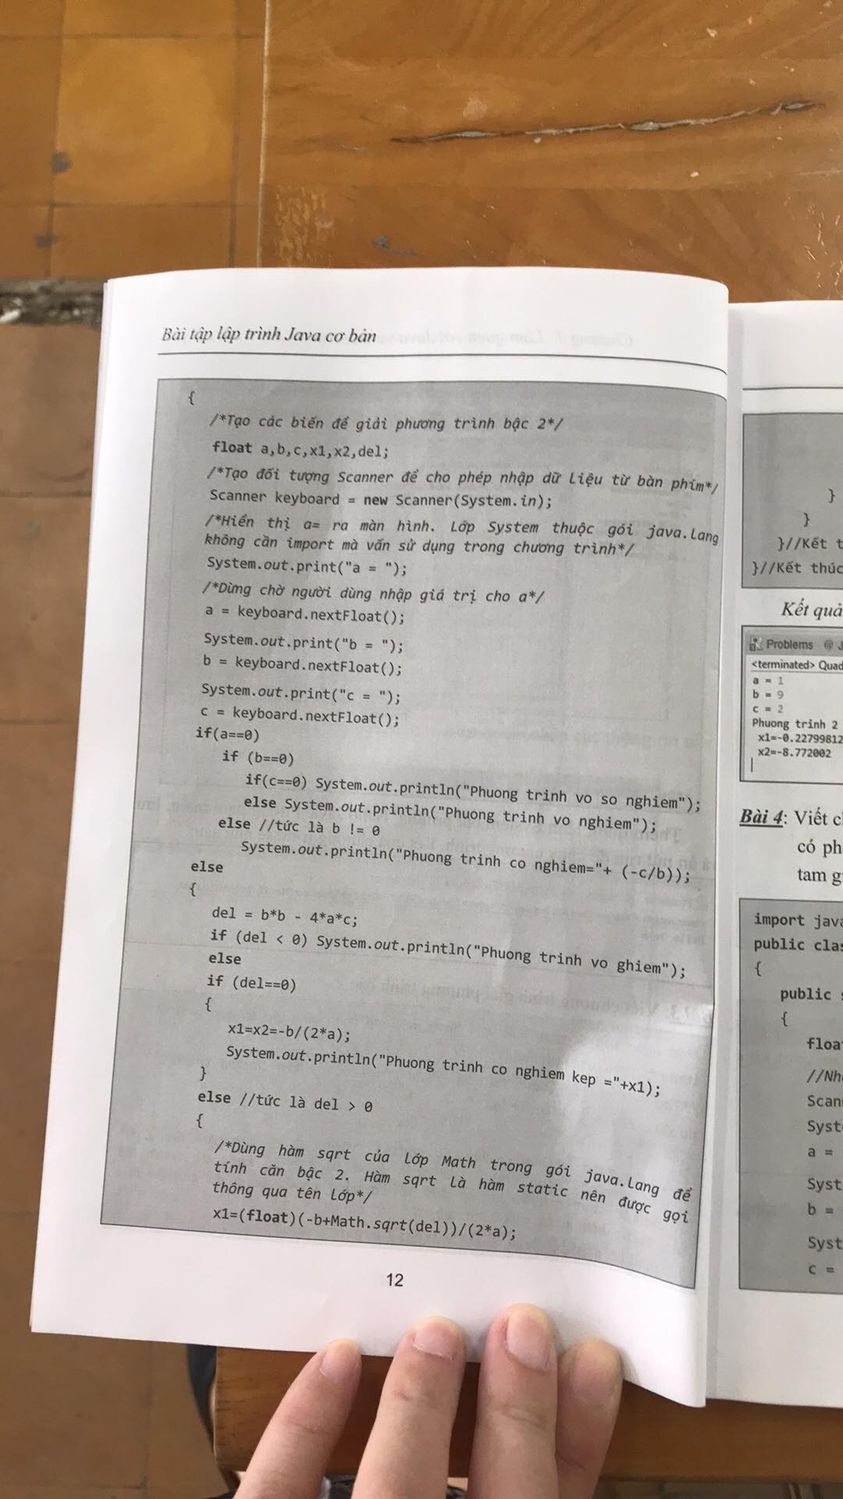 Bài tập lập trình Java cơ bản
{
/*Tạo các biến để giải phương trình bậc 2*/
float a,b,c,x1,x2,del;
/*Tạo đối tượng Scanner để cho phép nhập dữ liệu từ bàn phím*/
Scanner keyboard = new Scanner(System.in);
/*Hiển thị a= ra màn hình. Lớp System thuộc gói java.lang
không cần import mà vẫn sử dụng trong chương trình*/
System.out.print("a = ");
/*Dừng chờ người dùng nhập giá trị cho a*/
a = keyboard.nextFloat();
System.out.print("b = ");
b = keyboard.nextFloat();
System.out.print("c = ");
c = keyboard.nextFloat();
if(a==0)
if (b==0)
if(c==0) System.out.println("Phuong trinh vo so nghiem");
else System.out.println("Phuong trinh vo nghiem");
else //tức là b != 0
System.out.println("Phuong trinh co nghiem="+ (-c/b));
else
{
del = b*b - 4*a*c;
if (del < 0) System.out.println("Phuong trinh vo ghiem");
else
if (del==0)
{
x1=x2=-b/(2*a);
System.out.println("Phuong trinh co nghiem kep ="+x1);
}
else //tức là del > 0
{
/*Dùng hàm sqrt của lớp Math trong gói java.lang để
tính căn bậc 2. Hàm sqrt là hàm static nên được gọi
thông qua tên lớp*/
x1=(float)(-b+Math.sqrt(del))/(2*a);
12
}
}
}//Kết t
}//Kết thúc
Kết quả
Problems @ J
<terminated> Quad
a = 1
b = 9
c = 2
Phuong trinh 2
x1=-0.22799812
x2=-8.772002
Bài 4: Viết c
có ph
tam g
import java
public clas
{
public s
{
floa
//Nh
Scan
Syst
a =
Syst
b =
Syst
c =